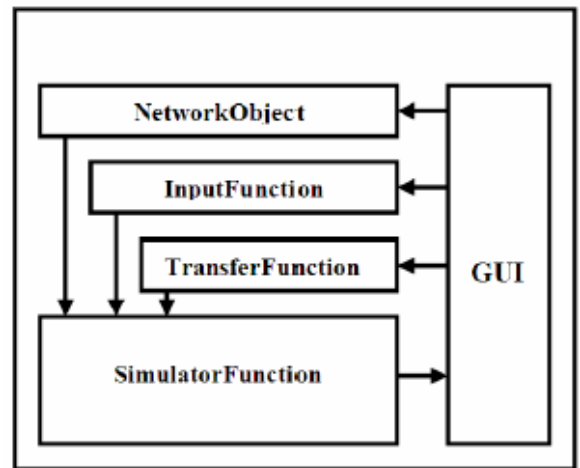 NetworkObject
InputFunction
TransferFunction
GUI
SimulatorFunction